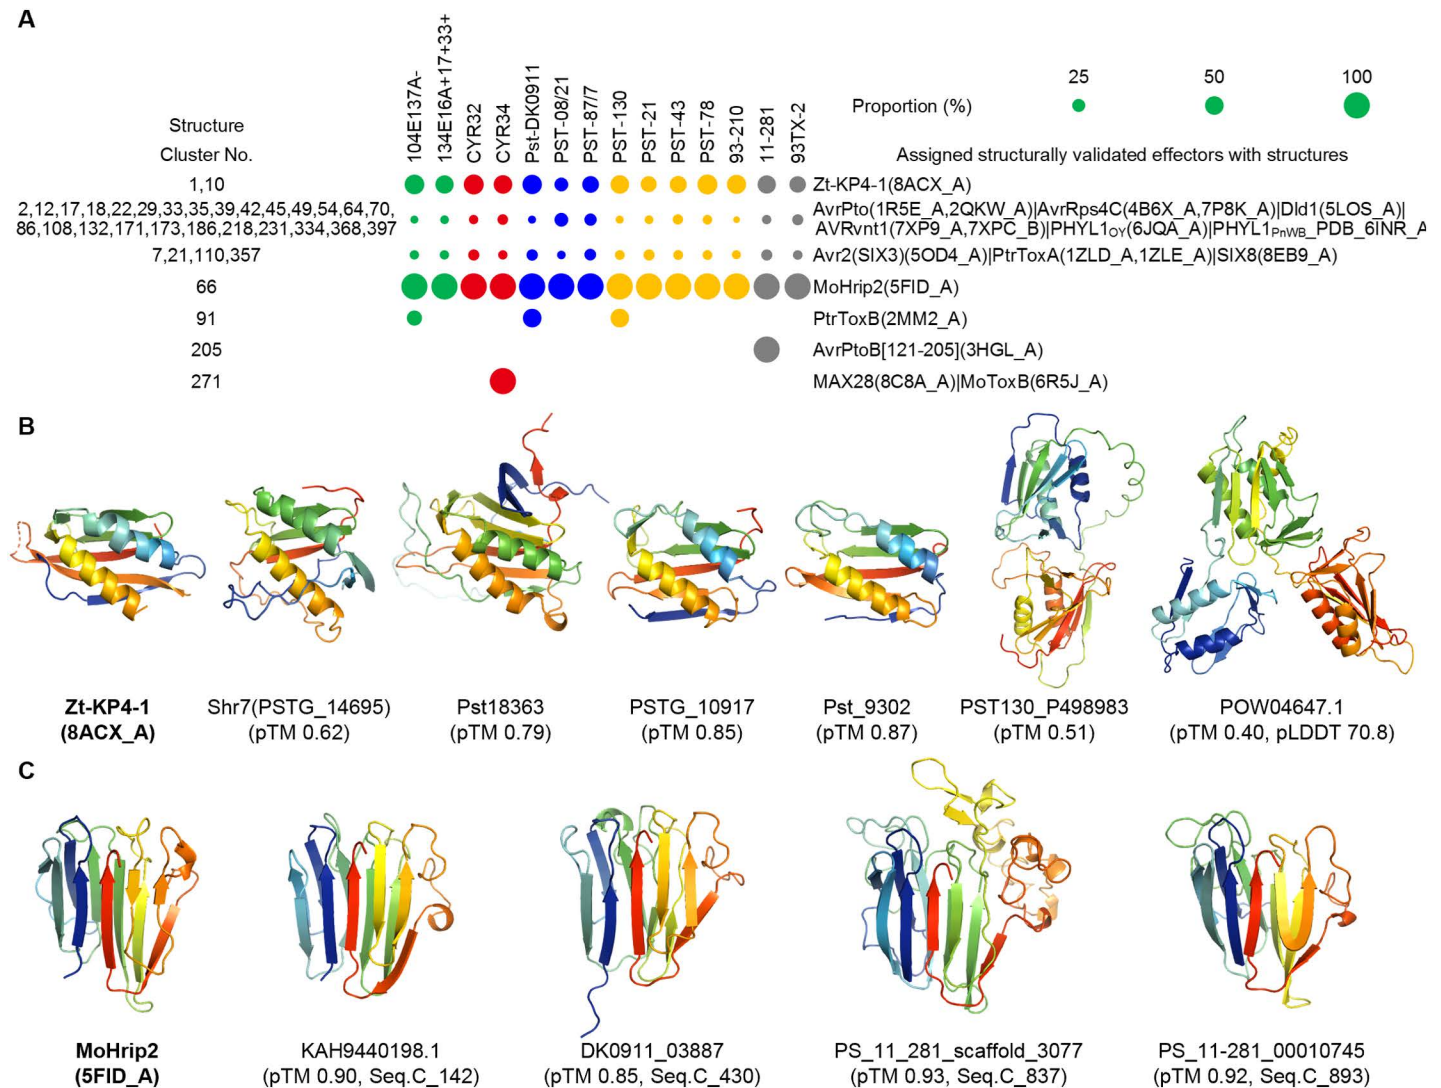 A
104E137A-
134E16A+17+33+
CYR32
CYR34
Pst-DK0911
PST-08/21
PST-87/7
PST-130
PST-21
PST-43
PST-78
93-210
11-281
93TX-2
25 50 100
Proportion (%)
Structure
Cluster No.
Assigned structurally validated effectors with structures
1,10 Zt-KP4-1(8ACX_A)
2,12,17,18,22,29,33,35,39,42,45,49,54,64,70, AvrPto(1R5E_A,2QKW_A)|AvrRps4C(4B6X_A,7P8K_A)|Dld1(5LOS_A)|
86,108,132,171,173,186,218,231,334,368,397 AVRvnt1(7XP9_A,7XPC_B)|PHYL1OY(6JQA_A)|PHYL1PnWB_PDB_6INR_A
7,21,110,357 Avr2(SIX3)(5OD4_A)|PtrToxA(1ZLD_A,1ZLE_A)|SIX8(8EB9_A)
66 MoHrip2(5FID_A)
91 PtrToxB(2MM2_A)
205 AvrPtoB[121-205](3HGL_A)
271 MAX28(8C8A_A)|MoToxB(6R5J_A)
B
Zt-KP4-1 Shr7(PSTG_14695) Pst18363 PSTG_10917 Pst_9302 PST130_P498983 POW04647.1
(8ACX_A) (pTM 0.62) (pTM 0.79) (pTM 0.85) (pTM 0.87) (pTM 0.51) (pTM 0.40, pLDDT 70.8)
C
MoHrip2 KAH9440198.1 DK0911_03887 PS_11_281_scaffold_3077 PS_11-281_00010745
(5FID_A) (pTM 0.90, Seq.C_142) (pTM 0.85, Seq.C_430) (pTM 0.93, Seq.C_837) (pTM 0.92, Seq.C_893)